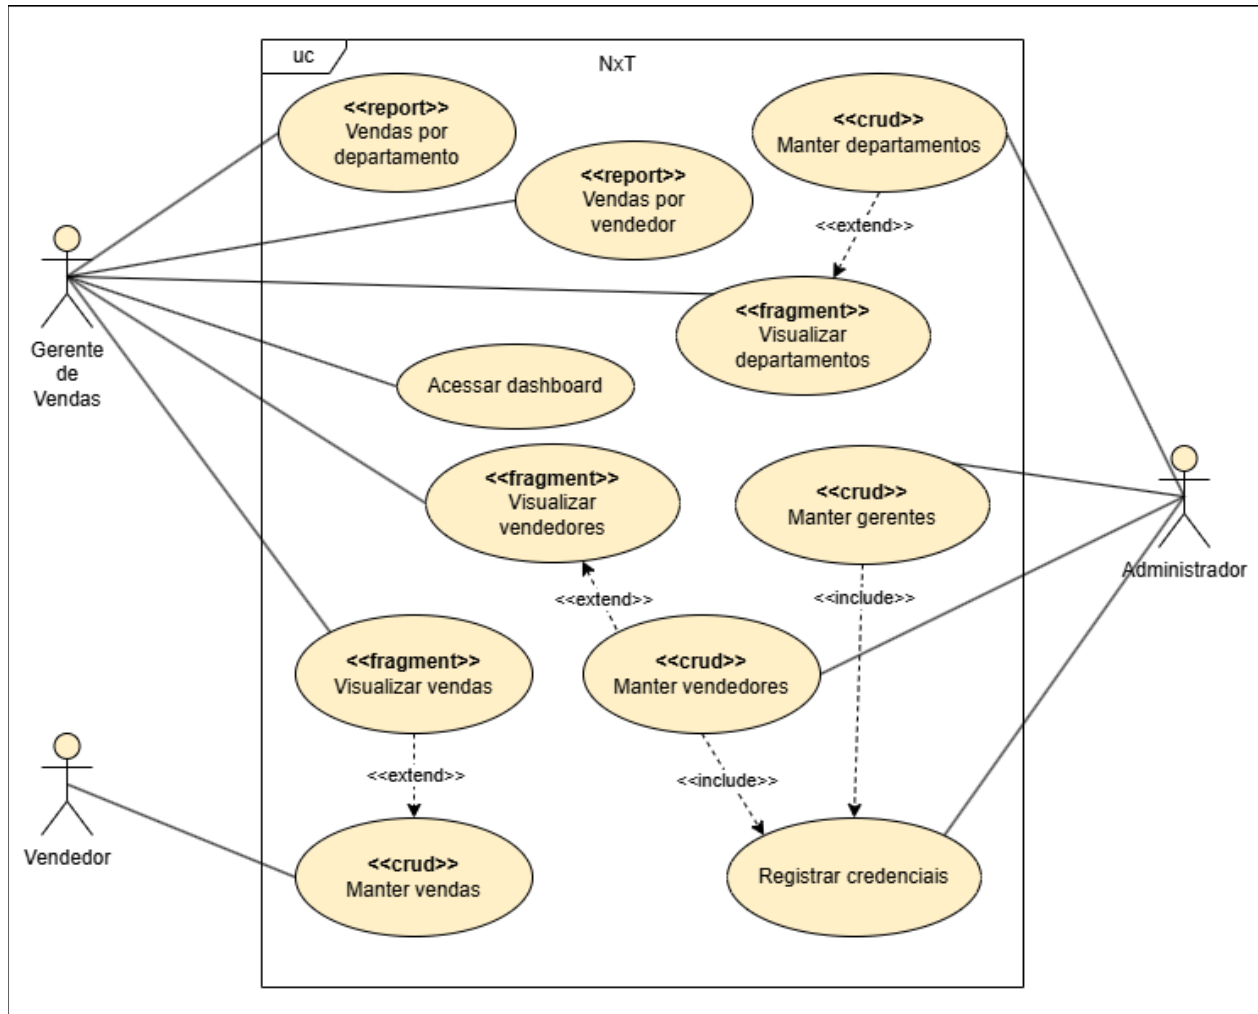 uc
NxT
<<report>>
Vendas por
departamento
<<crud>>
Manter departamentos
<<report>>
Vendas por
vendedor
<<extend>>
<<fragment>>
Visualizar
departamentos
Gerente
de
Vendas
Acessar dashboard
<<fragment>>
Visualizar
vendedores
<<crud>>
Manter gerentes
Administrador
<<extend>>
<<include>>
<<fragment>>
Visualizar vendas
<<crud>>
Manter vendedores
<<extend>>
<<include>>
Vendedor
<<crud>>
Manter vendas
Registrar credenciais